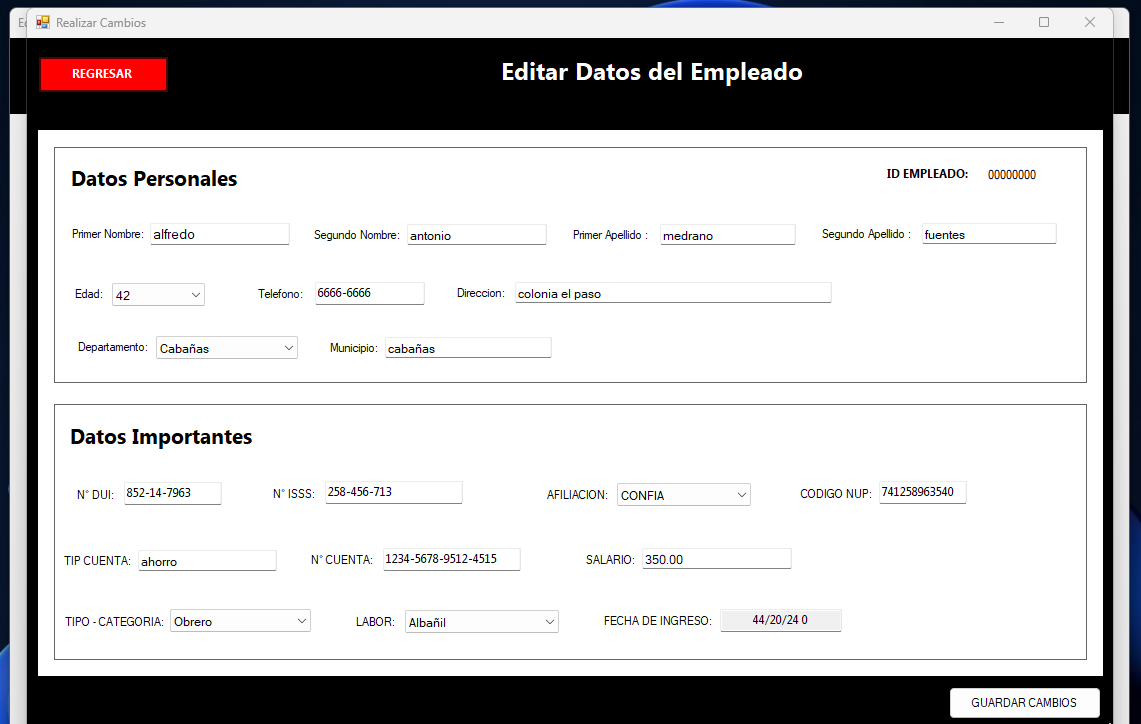 Realizar Cambios
REGRESAR
Editar Datos del Empleado
Datos Personales
ID EMPLEADO: 00000000
Primer Nombre: alfredo Segundo Nombre: antonio Primer Apellido : medrano Segundo Apellido : fuentes
Edad: 42 Telefono: 6666-6666 Direccion: colonia el paso
Departamento: Cabañas Municipio: cabañas
Datos Importantes
N° DUI: 852-14-7963 N° ISSS: 258-456-713 AFILIACION: CONFIA CODIGO NUP: 741258963540
TIP CUENTA: ahorro N° CUENTA: 1234-5678-9512-4515 SALARIO: 350.00
TIPO - CATEGORIA: Obrero LABOR: Albañil FECHA DE INGRESO: 44/20/24 0
GUARDAR CAMBIOS